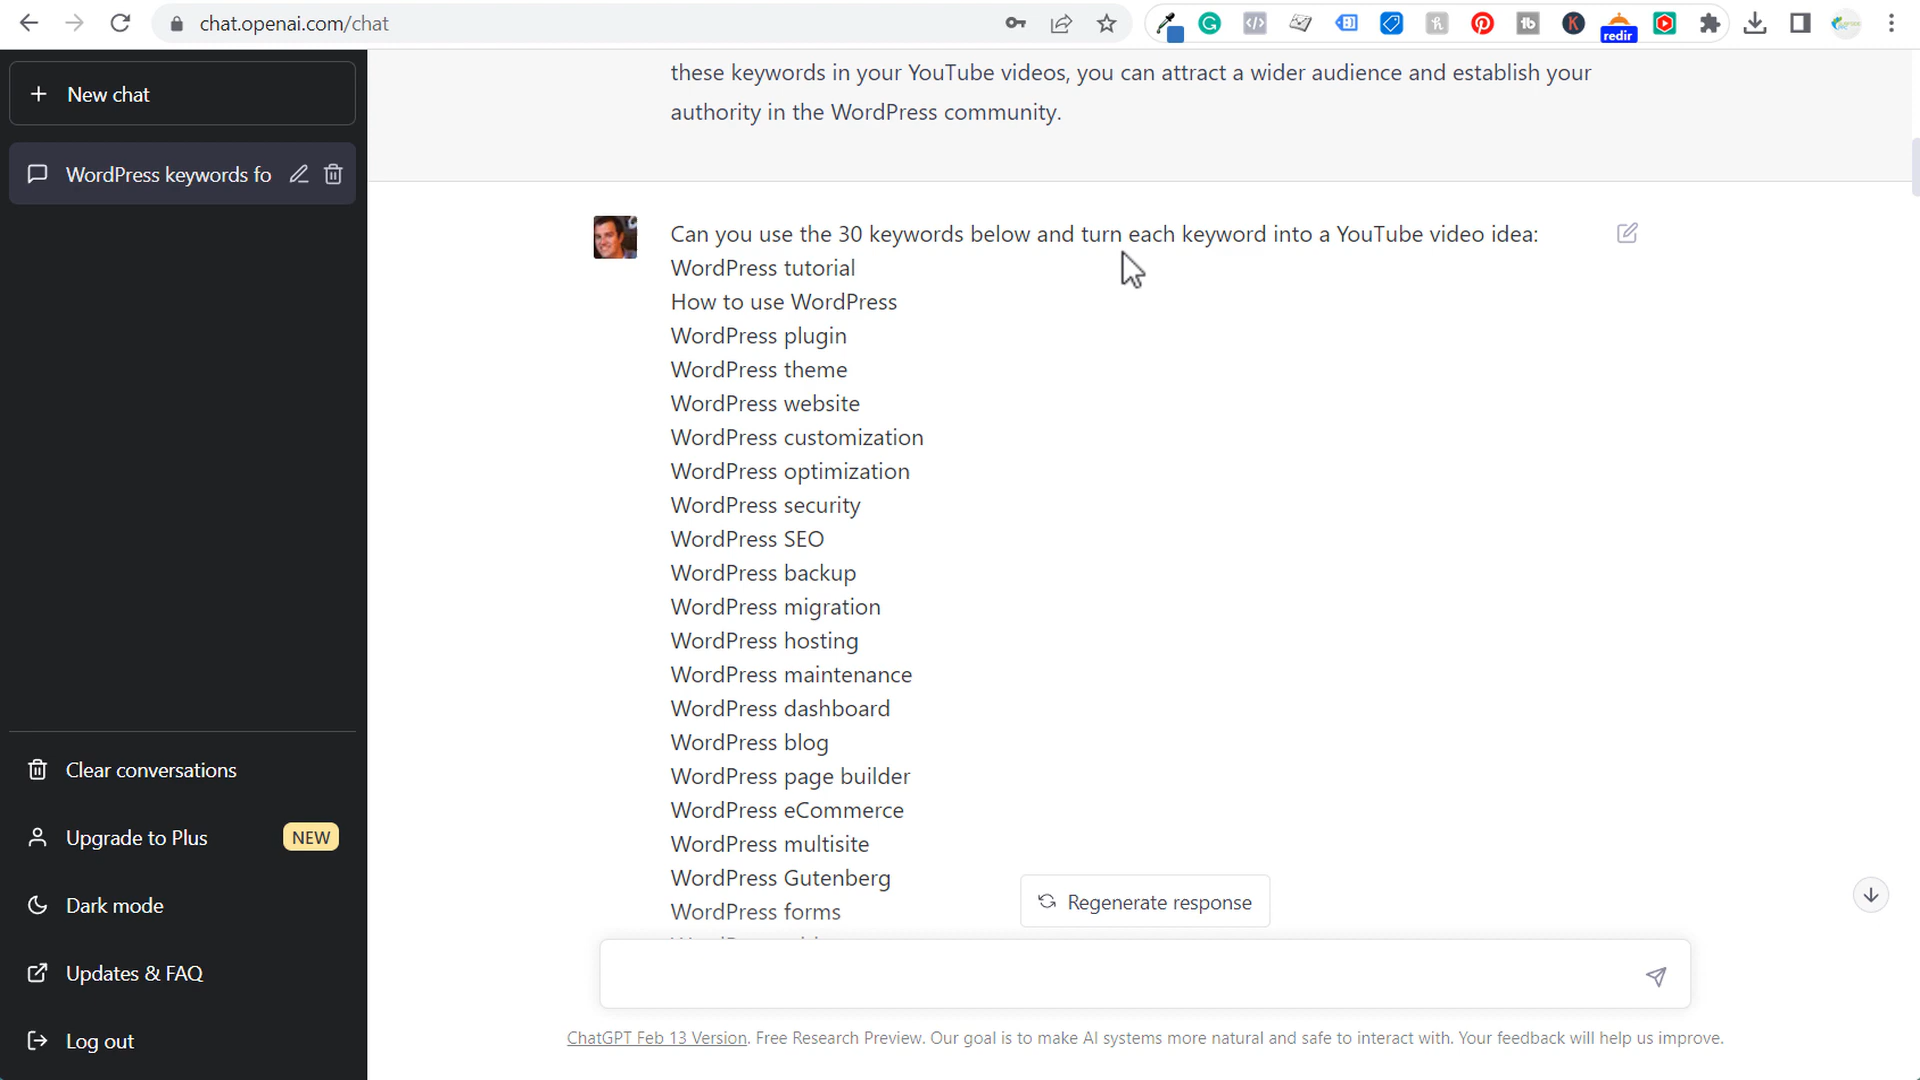 chat.openai.com/chat
redir
New chat
WordPress keywords fo
Clear conversations
Upgrade to Plus
NEW
Dark mode
Updates & FAQ
Log out
these keywords in your YouTube videos, you can attract a wider audience and establish your
authority in the WordPress community.
Can you use the 30 keywords below and turn each keyword into a YouTube video idea:
WordPress tutorial
How to use WordPress
WordPress plugin
WordPress theme
WordPress website
WordPress customization
WordPress optimization
WordPress security
WordPress SEO
WordPress backup
WordPress migration
WordPress hosting
WordPress maintenance
WordPress dashboard
WordPress blog
WordPress page builder
WordPress eCommerce
WordPress multisite
WordPress Gutenberg
WordPress forms
Regenerate response
ChatGPT Feb 13 Version. Free Research Preview. Our goal is to make AI systems more natural and safe to interact with. Your feedback will help us improve.